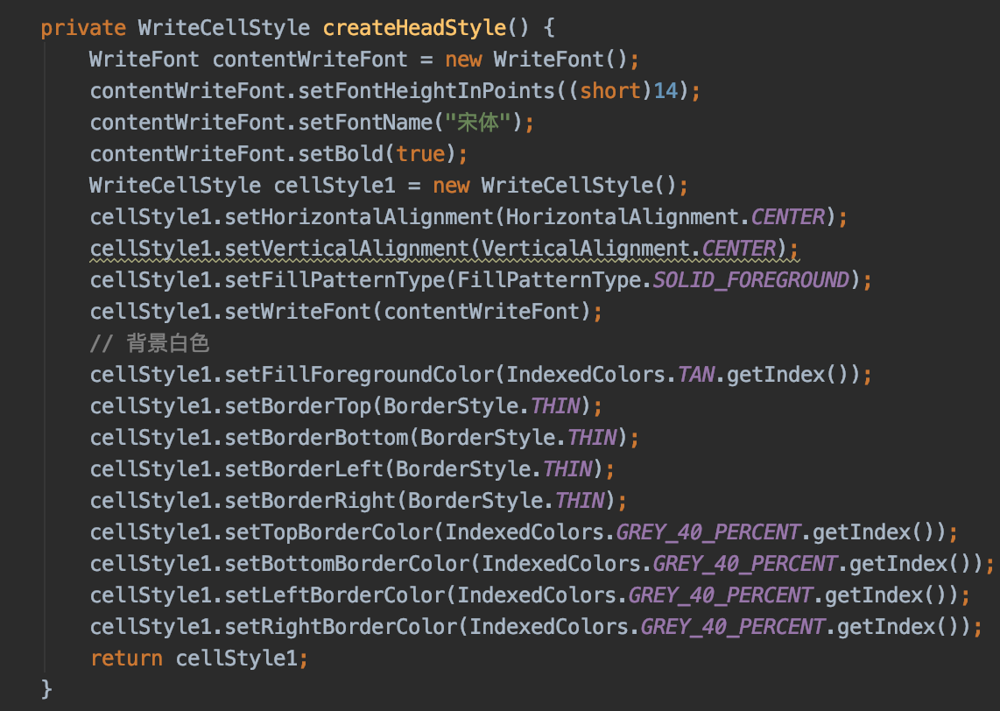 private WriteCellStyle createHeadStyle() {
WriteFont contentWriteFont = new WriteFont();
contentWriteFont.setFontHeightInPoints((short)14);
contentWriteFont.setFontName("宋体");
contentWriteFont.setBold(true);
WriteCellStyle cellStyle1 = new WriteCellStyle();
cellStyle1.setHorizontalAlignment(HorizontalAlignment.CENTER);
cellStyle1.setVerticalAlignment(VerticalAlignment.CENTER);
cellStyle1.setFillPatternType(FillPatternType.SOLID_FOREGROUND);
cellStyle1.setWriteFont(contentWriteFont);
// 背景白色
cellStyle1.setFillForegroundColor(IndexedColors.TAN.getIndex());
cellStyle1.setBorderTop(BorderStyle.THIN);
cellStyle1.setBorderBottom(BorderStyle.THIN);
cellStyle1.setBorderLeft(BorderStyle.THIN);
cellStyle1.setBorderRight(BorderStyle.THIN);
cellStyle1.setTopBorderColor(IndexedColors.GREY_40_PERCENT.getIndex());
cellStyle1.setBottomBorderColor(IndexedColors.GREY_40_PERCENT.getIndex());
cellStyle1.setLeftBorderColor(IndexedColors.GREY_40_PERCENT.getIndex());
cellStyle1.setRightBorderColor(IndexedColors.GREY_40_PERCENT.getIndex());
return cellStyle1;
}